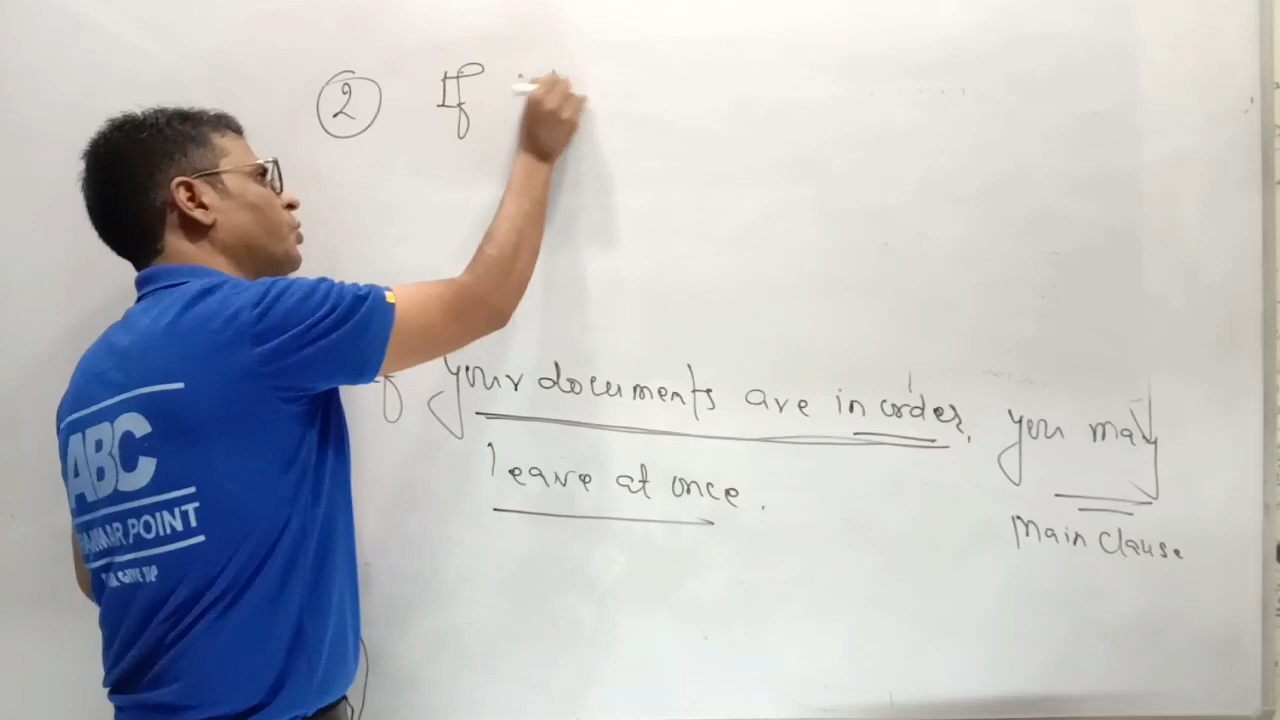 2 If
If your documents are in order, you may
leave at once.
Main clause
ABC
GRAMMAR POINT